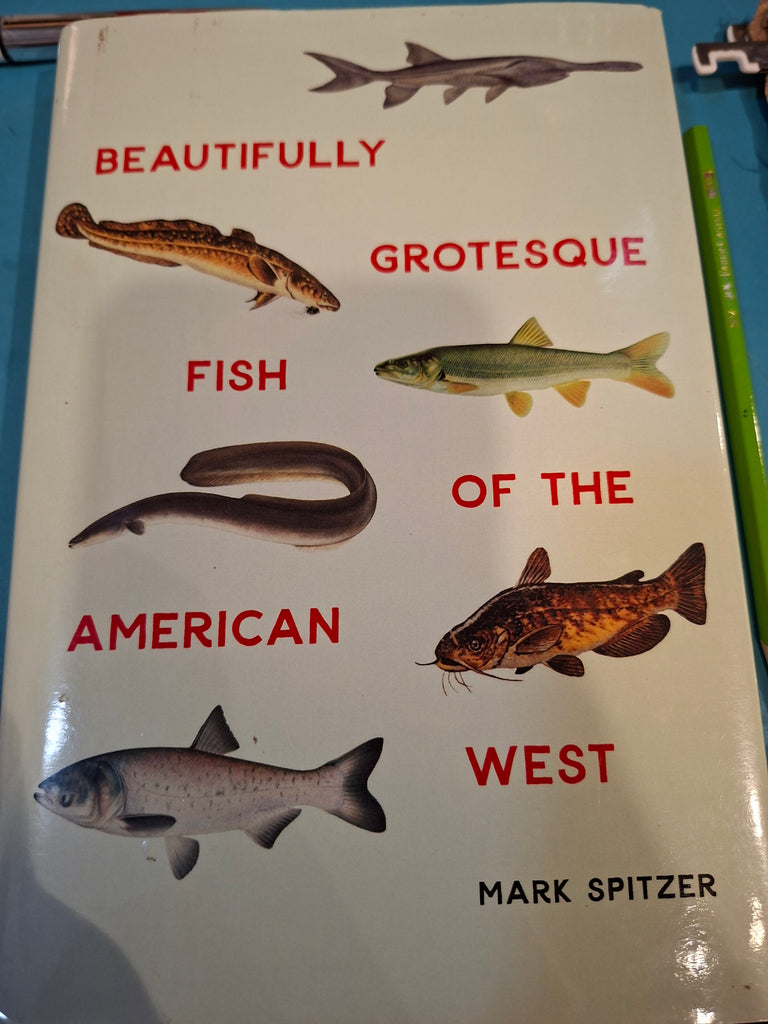 BEAUTIFULLY
GROTESQUE
FISH
OF THE
AMERICAN
WEST
MARK SPITZER